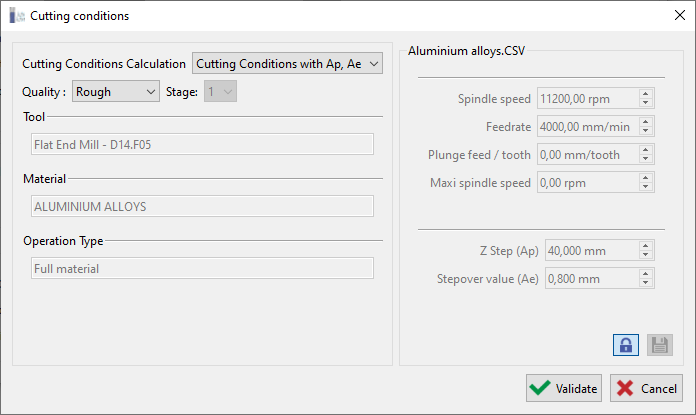 Cutting conditions
Cutting Conditions Calculation Cutting Conditions with Ap, Ae
Quality : Rough Stage: 1
Tool
Flat End Mill - D14.F05
Material
ALUMINIUM ALLOYS
Operation Type
Full material
Aluminium alloys.CSV
Spindle speed 11200,00 rpm
Feedrate 4000,00 mm/min
Plunge feed / tooth 0,00 mm/tooth
Maxi spindle speed 0,00 rpm
Z Step (Ap) 40,000 mm
Stepover value (Ae) 0,800 mm
Validate Cancel